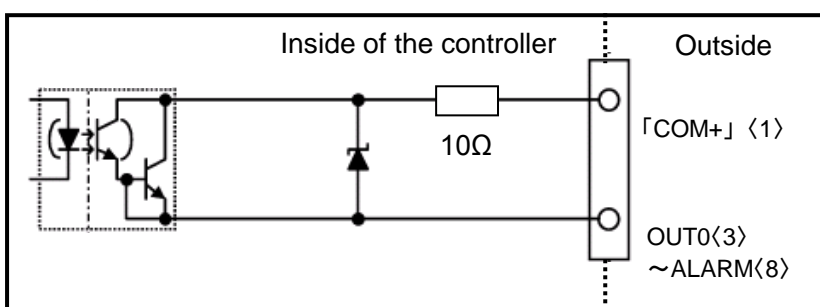 Inside of the controller
Outside
10Ω
｢COM+｣〈1〉
OUT0〈3〉
～ALARM〈8〉